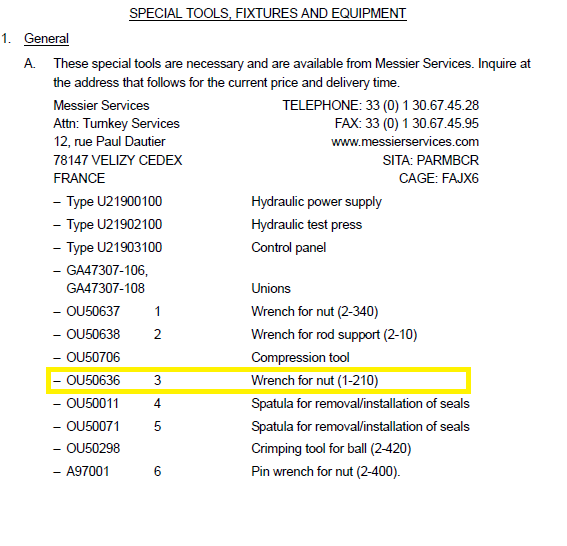 SPECIAL TOOLS, FIXTURES AND EQUIPMENT
1. General
A. These special tools are necessary and are available from Messier Services. Inquire at
the address that follows for the current price and delivery time.
Messier Services TELEPHONE: 33 (0) 1 30.67.45.28
Attn: Turnkey Services FAX: 33 (0) 1 30.67.45.95
12, rue Paul Dautier www.messierservices.com
78147 VELIZY CEDEX SITA: PARMBCR
FRANCE CAGE: FAJX6
– Type U21900100 Hydraulic power supply
– Type U21902100 Hydraulic test press
– Type U21903100 Control panel
– GA47307-106,
GA47307-108 Unions
– OU50637 1 Wrench for nut (2-340)
– OU50638 2 Wrench for rod support (2-10)
– OU50706 Compression tool
– OU50636 3 Wrench for nut (1-210)
– OU50011 4 Spatula for removal/installation of seals
– OU50071 5 Spatula for removal/installation of seals
– OU50298 Crimping tool for ball (2-420)
– A97001 6 Pin wrench for nut (2-400).